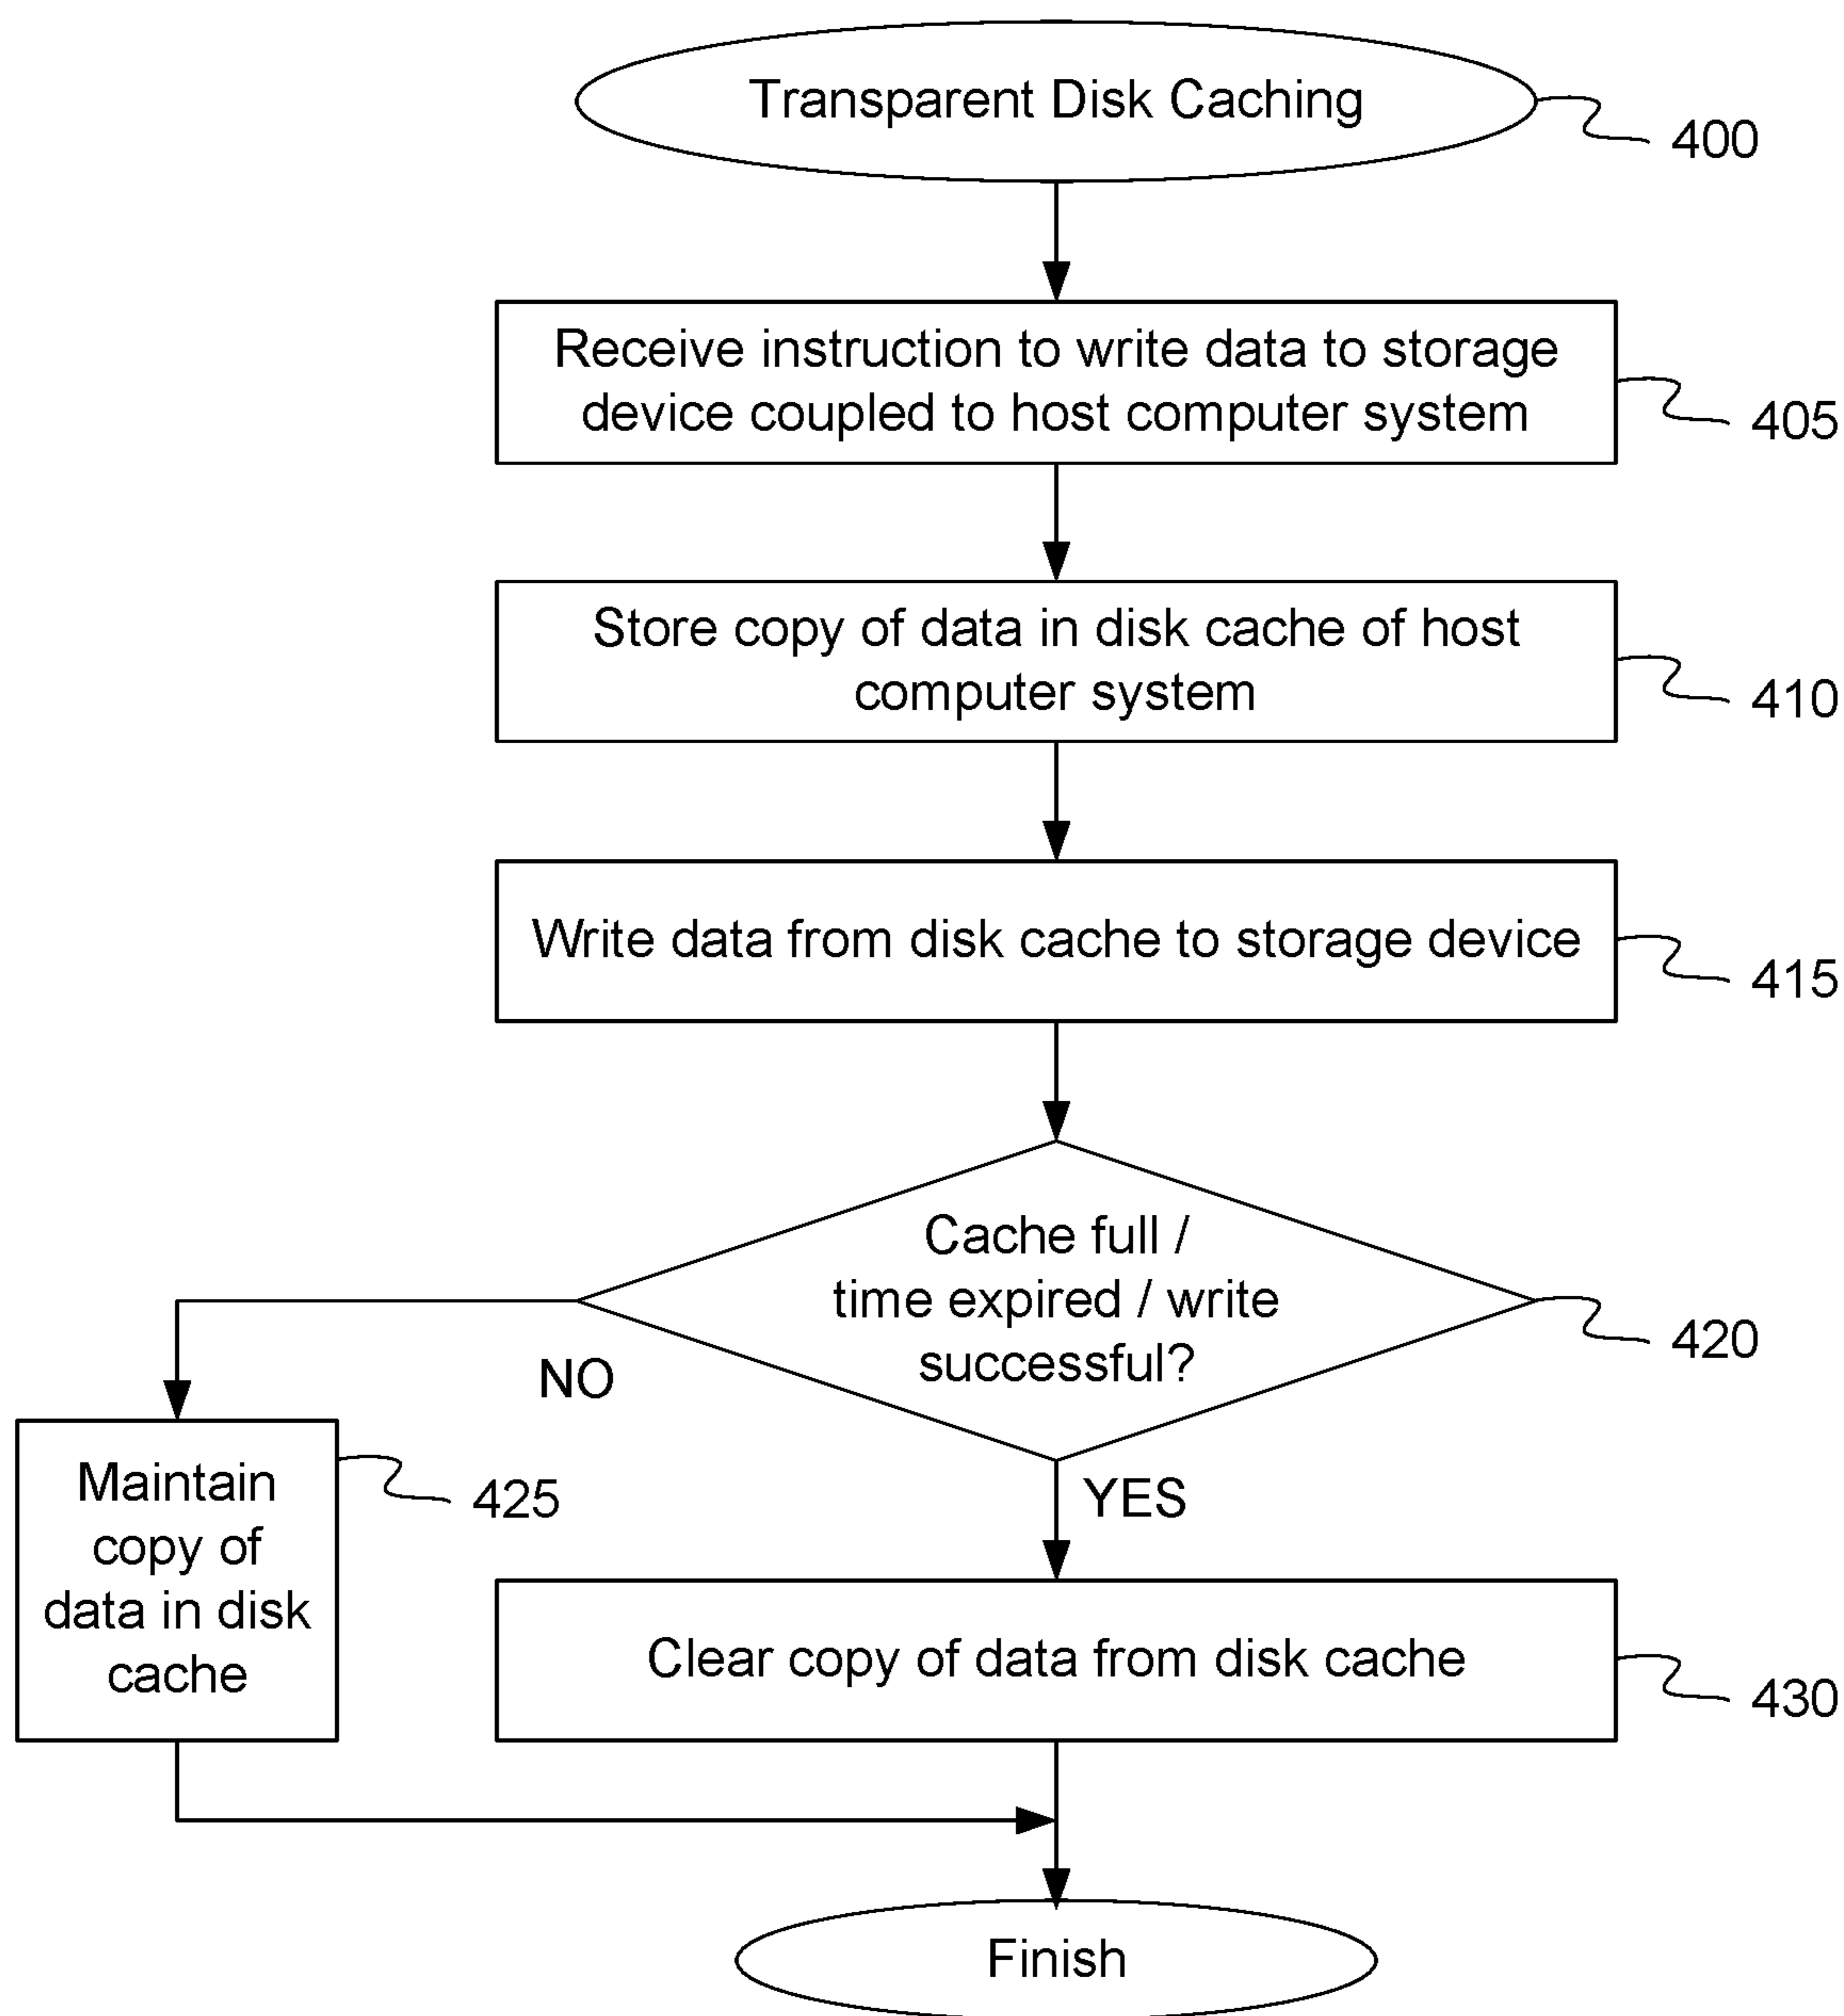 Transparent Disk Caching
400
Receive instruction to write data to storage
device coupled to host computer system
405
Store copy of data in disk cache of host
computer system
410
Write data from disk cache to storage device
415
Cache full /
time expired / write
successful?
420
NO
YES
Maintain
copy of
data in disk
cache
425
Clear copy of data from disk cache
430
Finish